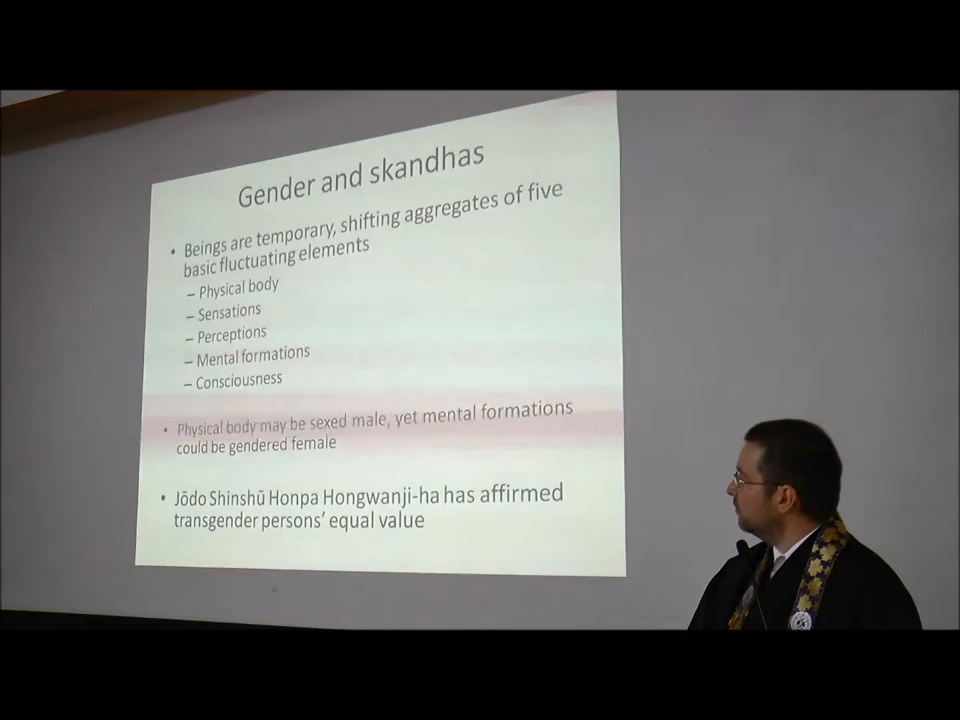 Gender and skandhas
• Beings are temporary, shifting aggregates of five
basic fluctuating elements
– Physical body
– Sensations
– Perceptions
– Mental formations
– Consciousness
• Physical body may be sexed male, yet mental formations
could be gendered female
• Jōdo Shinshū Honpa Hongwanji-ha has affirmed
transgender persons’ equal value